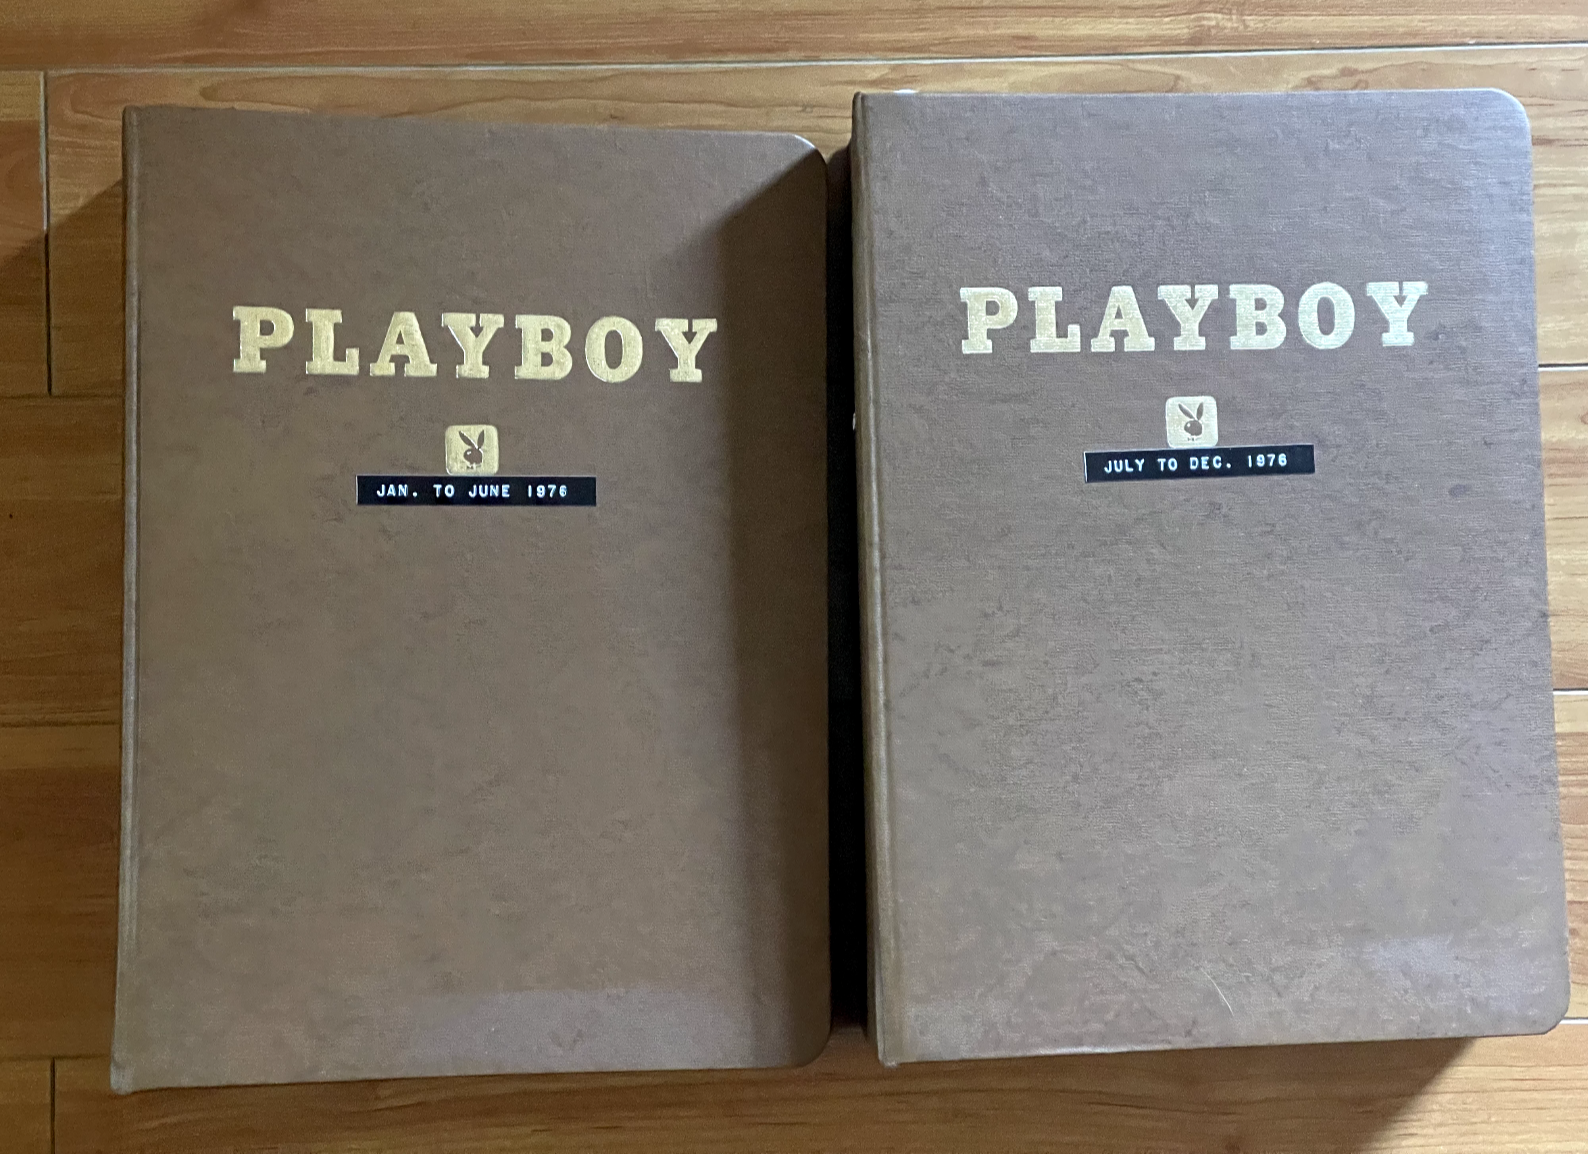 PLAYBOY
JAN. TO JUNE 1976
PLAYBOY
JULY TO DEC. 1976